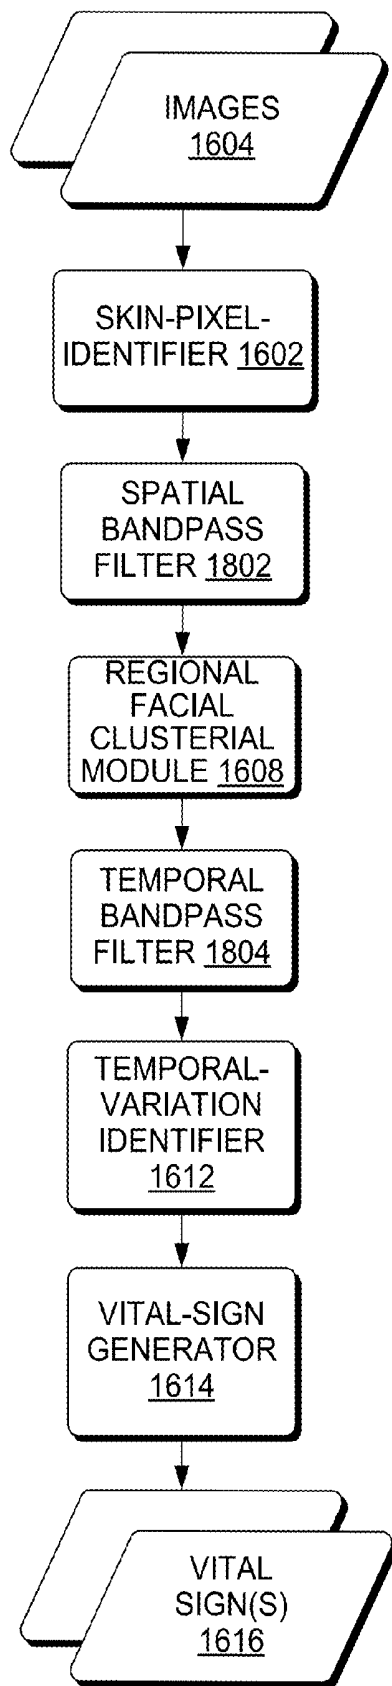 IMAGES
1604
SKIN-PIXEL-
IDENTIFIER 1602
SPATIAL
BANDPASS
FILTER 1802
REGIONAL
FACIAL
CLUSTERIAL
MODULE 1608
TEMPORAL
BANDPASS
FILTER 1804
TEMPORAL-
VARIATION
IDENTIFIER
1612
VITAL-SIGN
GENERATOR
1614
VITAL
SIGN(S)
1616